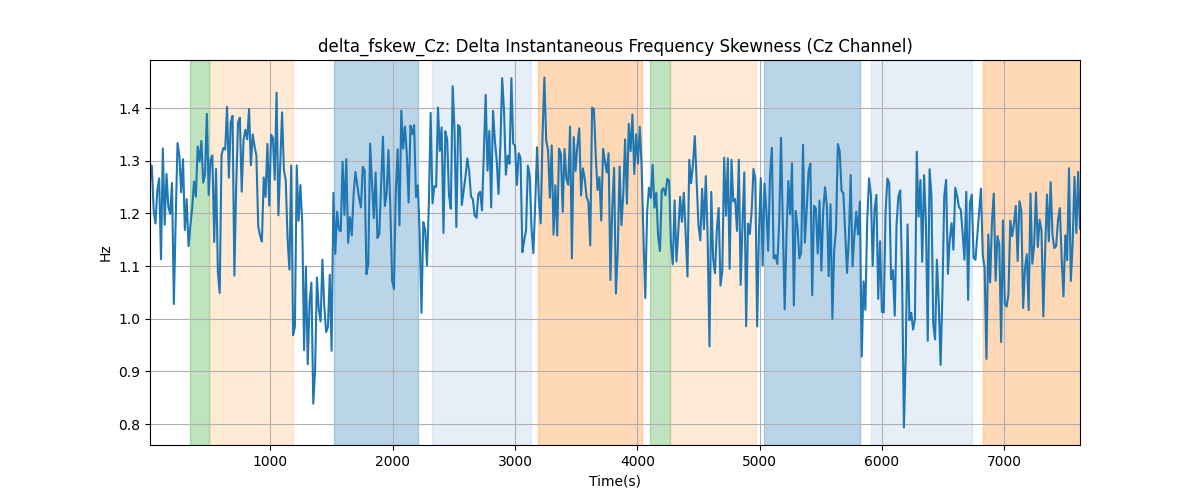 delta_fskew_Cz: Delta Instantaneous Frequency Skewness (Cz Channel)
1.4
1.3
1.2
1.1
1.0
0.9
0.8
Hz
1000 2000 3000 4000 5000 6000 7000
Time(s)